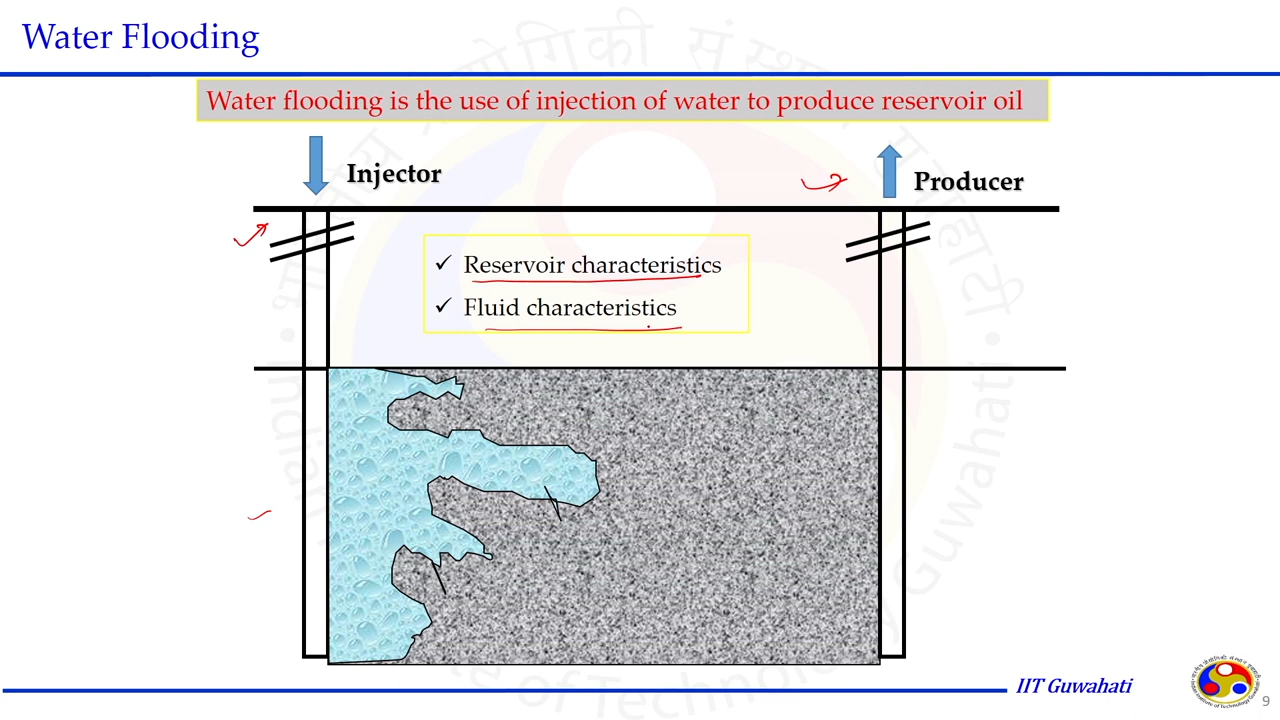 Water Flooding
Water flooding is the use of injection of water to produce reservoir oil
Injector
Producer
✓ Reservoir characteristics
✓ Fluid characteristics
IIT Guwahati
9